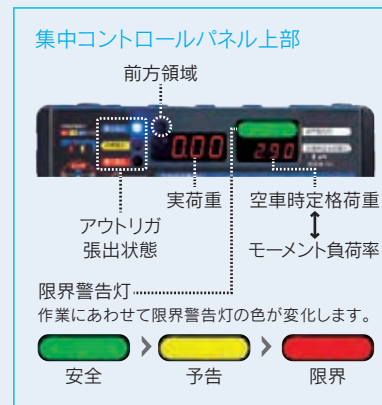 集中コントロールパネル上部
前方領域
0.00
2.90
実荷重
空車時定格荷重
アウトリガ
張出状態
モーメント負荷率
限界警告灯
作業にあわせて限界警告灯の色が変化します。
安全
予告
限界